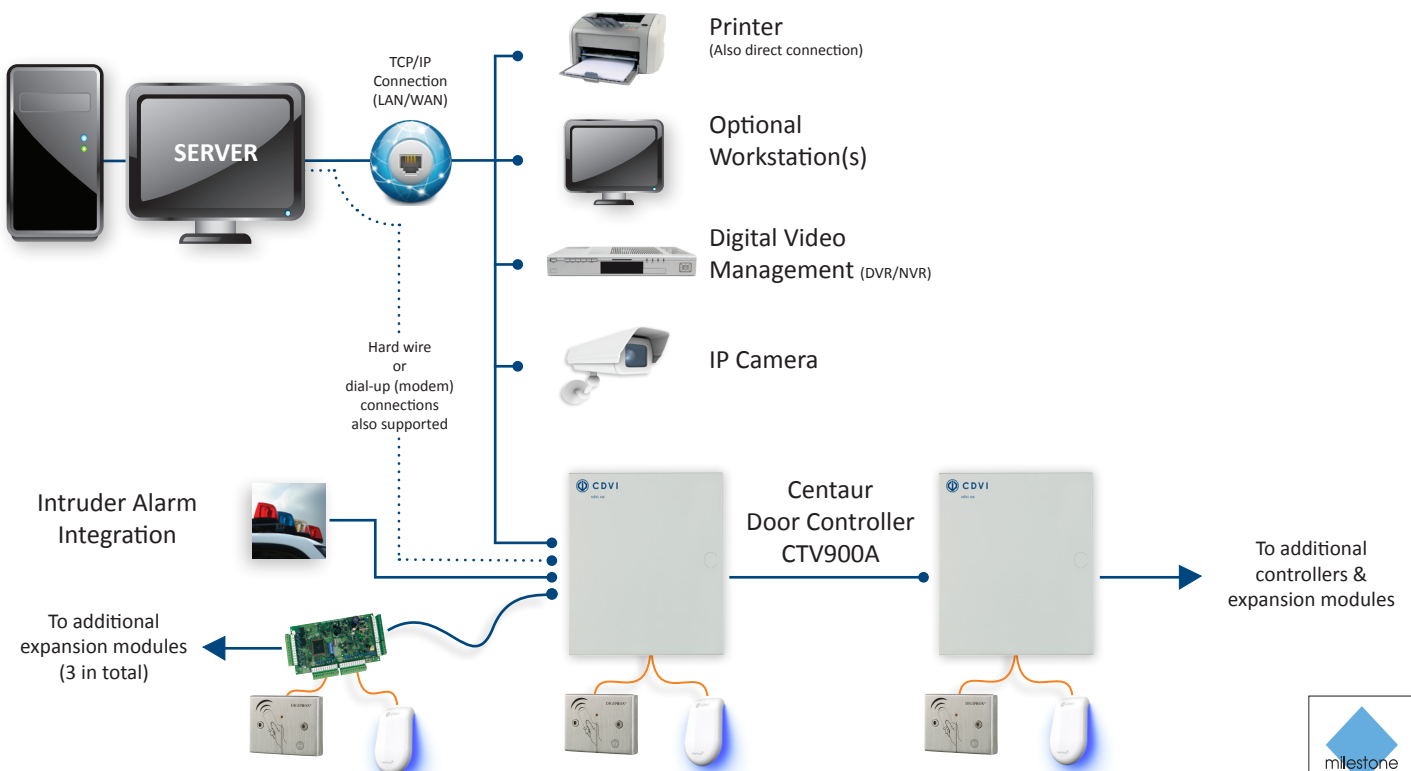 Printer
(Also direct connection)
TCP/IP
Connection
(LAN/WAN)
SERVER
Optional
Workstation(s)
Digital Video
Management (DVR/NVR)
IP Camera
Hard wire
or
dial-up (modem)
connections
also supported
Intruder Alarm
Integration
CDVI
Centaur
Door Controller
CTV900A
CDVI
To additional
controllers &
expansion modules
To additional
expansion modules
(3 in total)
milestone